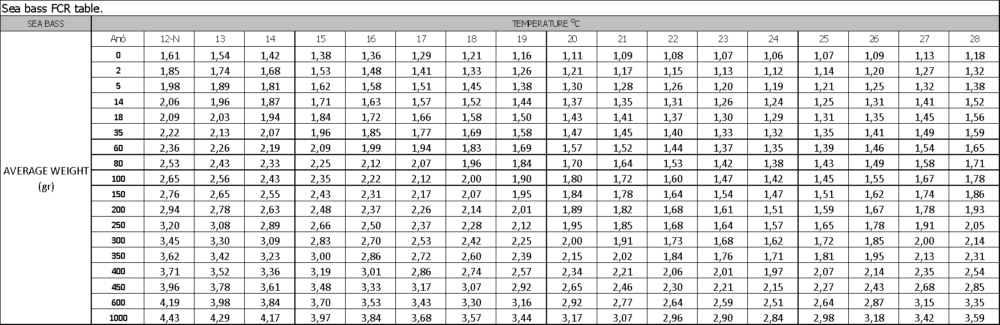 Sea bass FCR table.
SEA BASS TEMPERATURE °C
Από 12-N 13 14 15 16 17 18 19 20 21 22 23 24 25 26 27 28
0 1,61 1,54 1,42 1,38 1,36 1,29 1,21 1,16 1,11 1,09 1,08 1,07 1,06 1,07 1,09 1,13 1,18
2 1,85 1,74 1,68 1,53 1,48 1,41 1,33 1,26 1,21 1,17 1,15 1,13 1,12 1,14 1,20 1,27 1,32
5 1,98 1,89 1,81 1,62 1,58 1,51 1,45 1,38 1,30 1,28 1,26 1,20 1,19 1,21 1,25 1,32 1,38
14 2,06 1,96 1,87 1,71 1,63 1,57 1,52 1,44 1,37 1,35 1,31 1,26 1,24 1,25 1,31 1,41 1,52
18 2,09 2,03 1,94 1,84 1,72 1,66 1,58 1,50 1,43 1,41 1,37 1,30 1,29 1,31 1,35 1,45 1,56
35 2,22 2,13 2,07 1,96 1,85 1,77 1,69 1,58 1,47 1,45 1,40 1,33 1,32 1,35 1,41 1,49 1,59
60 2,36 2,26 2,19 2,09 1,99 1,94 1,83 1,69 1,57 1,52 1,44 1,37 1,35 1,39 1,46 1,54 1,65
80 2,53 2,43 2,33 2,25 2,12 2,07 1,96 1,84 1,70 1,64 1,53 1,42 1,38 1,43 1,49 1,58 1,71
AVERAGE WEIGHT
(gr)
100 2,65 2,56 2,43 2,35 2,22 2,12 2,00 1,90 1,80 1,72 1,60 1,47 1,42 1,45 1,55 1,67 1,78
150 2,76 2,65 2,55 2,43 2,31 2,17 2,07 1,95 1,84 1,78 1,64 1,54 1,47 1,51 1,62 1,74 1,86
200 2,94 2,78 2,63 2,48 2,37 2,26 2,14 2,01 1,89 1,82 1,68 1,61 1,51 1,59 1,67 1,78 1,93
250 3,20 3,08 2,89 2,66 2,50 2,37 2,28 2,12 1,95 1,85 1,68 1,64 1,57 1,65 1,78 1,91 2,05
300 3,45 3,30 3,09 2,83 2,70 2,53 2,42 2,25 2,00 1,91 1,73 1,68 1,62 1,72 1,85 2,00 2,14
350 3,62 3,42 3,23 3,00 2,86 2,72 2,60 2,39 2,15 2,02 1,84 1,76 1,71 1,81 1,95 2,13 2,31
400 3,71 3,52 3,36 3,19 3,01 2,86 2,74 2,57 2,34 2,21 2,06 2,01 1,97 2,07 2,14 2,35 2,54
450 3,96 3,78 3,61 3,48 3,33 3,17 3,07 2,92 2,65 2,46 2,30 2,21 2,15 2,27 2,43 2,68 2,85
600 4,19 3,98 3,84 3,70 3,53 3,43 3,30 3,16 2,92 2,77 2,64 2,59 2,51 2,64 2,87 3,15 3,35
1000 4,43 4,29 4,17 3,97 3,84 3,68 3,57 3,44 3,17 3,07 2,96 2,90 2,84 2,98 3,18 3,42 3,59